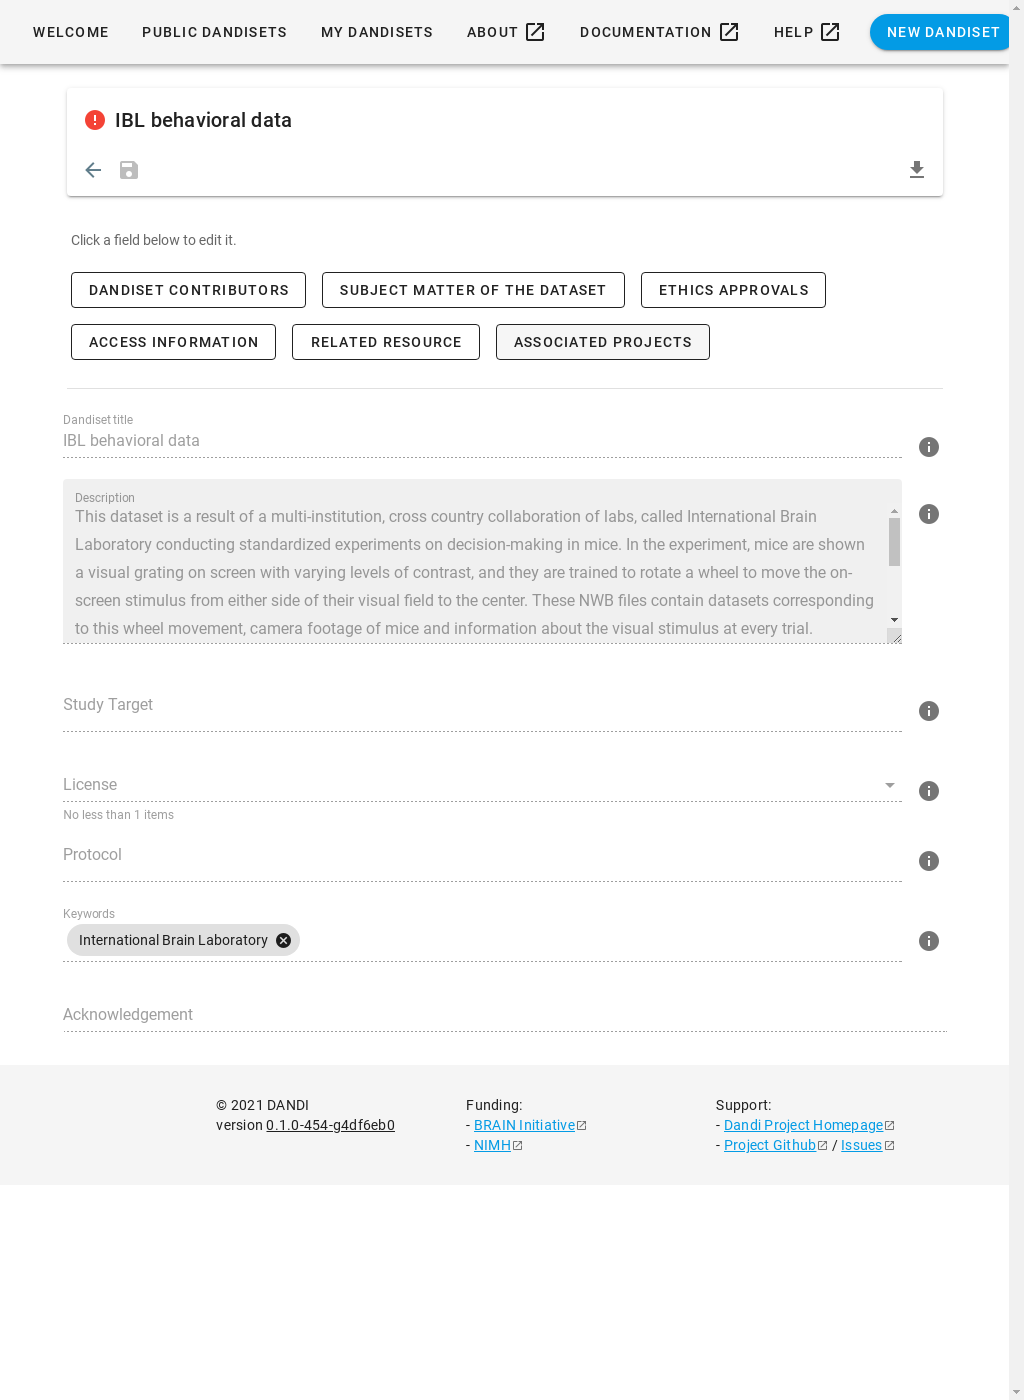 WELCOME PUBLIC DANDISETS MY DANDISETS ABOUT DOCUMENTATION HELP NEW DANDISET
IBL behavioral data
Click a field below to edit it.
DANDISET CONTRIBUTORS SUBJECT MATTER OF THE DATASET ETHICS APPROVALS
ACCESS INFORMATION RELATED RESOURCE ASSOCIATED PROJECTS
Dandiset title
IBL behavioral data
Description
This dataset is a result of a multi-institution, cross country collaboration of labs, called International Brain
Laboratory conducting standardized experiments on decision-making in mice. In the experiment, mice are shown
a visual grating on screen with varying levels of contrast, and they are trained to rotate a wheel to move the on-
screen stimulus from either side of their visual field to the center. These NWB files contain datasets corresponding
to this wheel movement, camera footage of mice and information about the visual stimulus at every trial.
Study Target
License
No less than 1 items
Protocol
Keywords
International Brain Laboratory
Acknowledgement
© 2021 DANDI
version 0.1.0-454-g4df6eb0
Funding:
- BRAIN Initiative
- NIMH
Support:
- Dandi Project Homepage
- Project Github / Issues